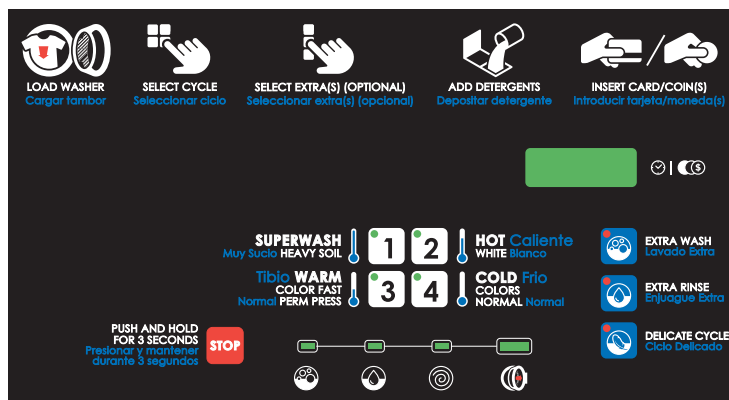 LOAD WASHER
Cargar tambor
SELECT CYCLE
Seleccionar ciclo
SELECT EXTRA(S) (OPTIONAL)
Seleccionar extra(s) (opcional)
ADD DETERGENTS
Depositar detergente
INSERT CARD/COIN(S)
Introducir tarjeta/moneda(s)
$
SUPERWASH
Muy Sucio HEAVY SOIL
1
2
HOT Caliente
WHITE Blanco
Tibio WARM
COLOR FAST
Normal PERM PRESS
3
4
COLD Frio
COLORS
NORMAL Normal
EXTRA WASH
Lavado Extra
EXTRA RINSE
Enjuague Extra
DELICATE CYCLE
Ciclo Delicado
PUSH AND HOLD
FOR 3 SECONDS
Presionar y mantener
durante 3 segundos
STOP